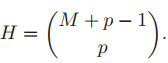 H = \binom{M + p - 1}{p}.